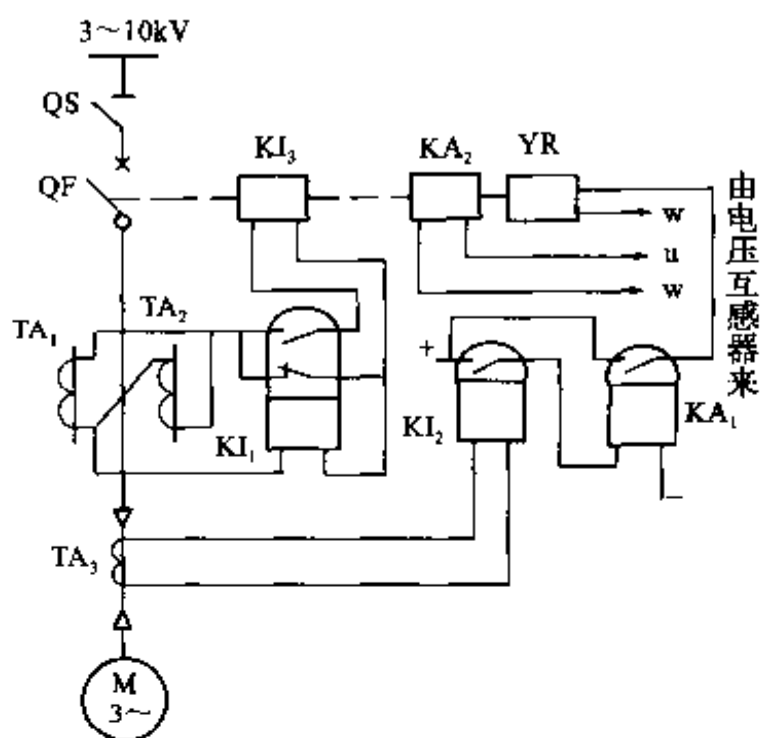 3～10kV
QS
QF
KI₃
KA₂
YR
w
u
w
由电压互感器来
TA₁
TA₂
KI₁
+
KI₂
KA₁
−
TA₃
M
3～